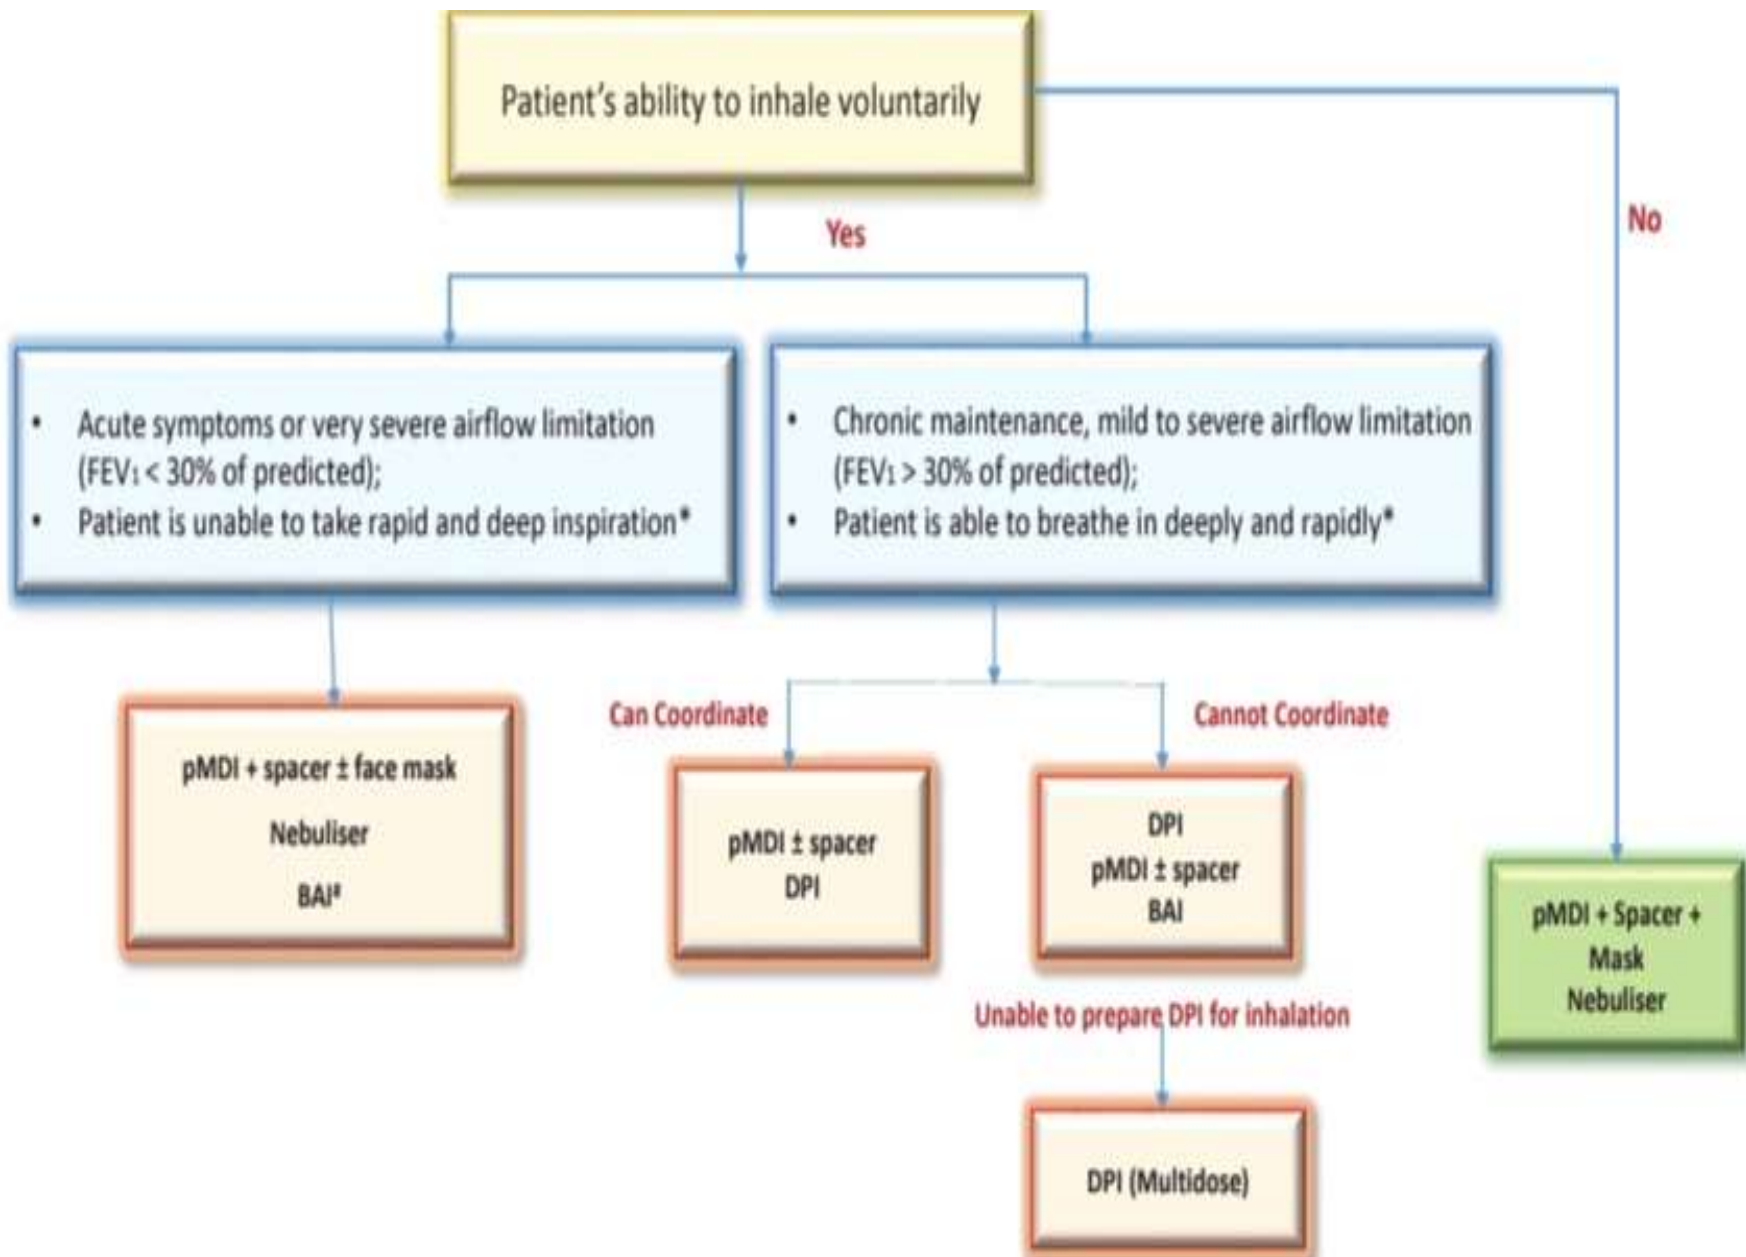 Patient's ability to inhale voluntarily
Yes
No
• Acute symptoms or very severe airflow limitation
(FEV₁ < 30% of predicted);
• Patient is unable to take rapid and deep inspiration*
• Chronic maintenance, mild to severe airflow limitation
(FEV₁ > 30% of predicted);
• Patient is able to breathe in deeply and rapidly*
pMDI + spacer ± face mask
Nebuliser
BAI#
Can Coordinate
Cannot Coordinate
pMDI ± spacer
DPI
DPI
pMDI ± spacer
BAI
pMDI + Spacer +
Mask
Nebuliser
Unable to prepare DPI for inhalation
DPI (Multidose)